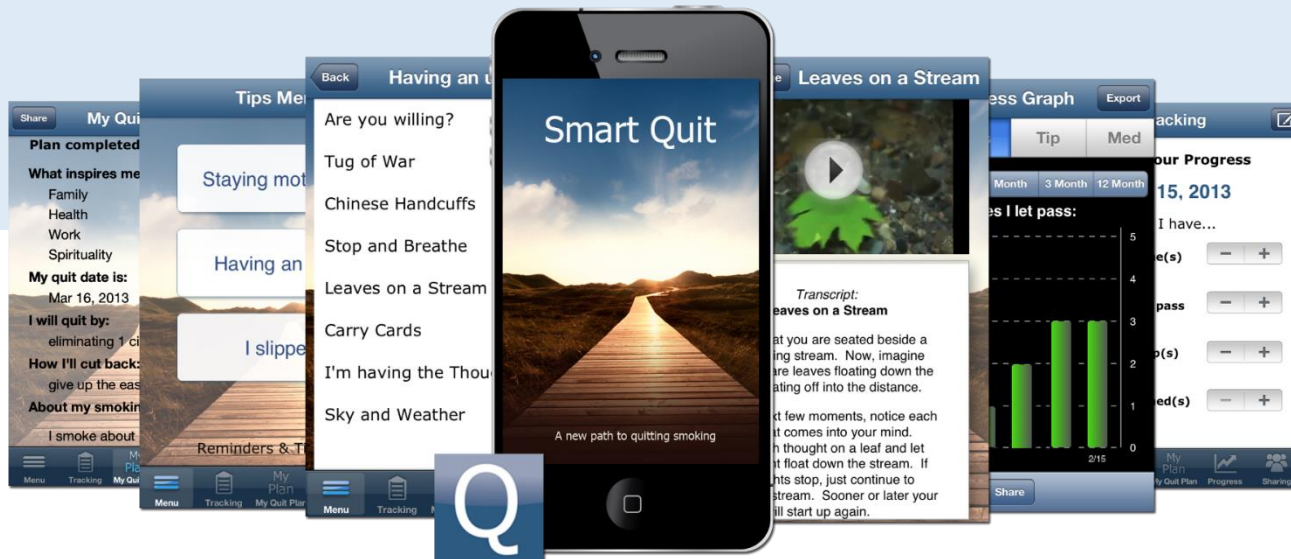 Share
My Qui
Plan completed
What inspires me
Family
Health
Work
Spirituality
My quit date is:
Mar 16, 2013
I will quit by:
eliminating 1 ci
How I'll cut back:
give up the eas
About my smokin
I smoke about
Menu
Tracking
My Qui
Tips Me
Staying mot
Having an
I slippe
Reminders & Ti
Menu
Tracking
My
Plan
My Quit Plan
Back
Having an u
Are you willing?
Tug of War
Chinese Handcuffs
Stop and Breathe
Leaves on a Stream
Carry Cards
I'm having the Thou
Sky and Weather
Menu
Tracking
Q
Smart Quit
A new path to quitting smoking
Leaves on a Stream
Transcript:
eaves on a Stream
at you are seated beside a
ing stream. Now, imagine
are leaves floating down the
ating off into the distance.
xt few moments, notice each
at comes into your mind.
n thought on a leaf and let
t float down the stream. If
hts stop, just continue to
stream. Sooner or later your
ill start up again.
ess Graph
Export
Tip
Med
Month
3 Month
12 Month
es I let pass:
5
4
3
2
1
0
2/15
Share
acking
our Progress
15, 2013
I have...
e(s)
- +
pass
- +
p(s)
- +
ed(s)
- +
My
Plan
My Quit Plan
Progress
Sharing